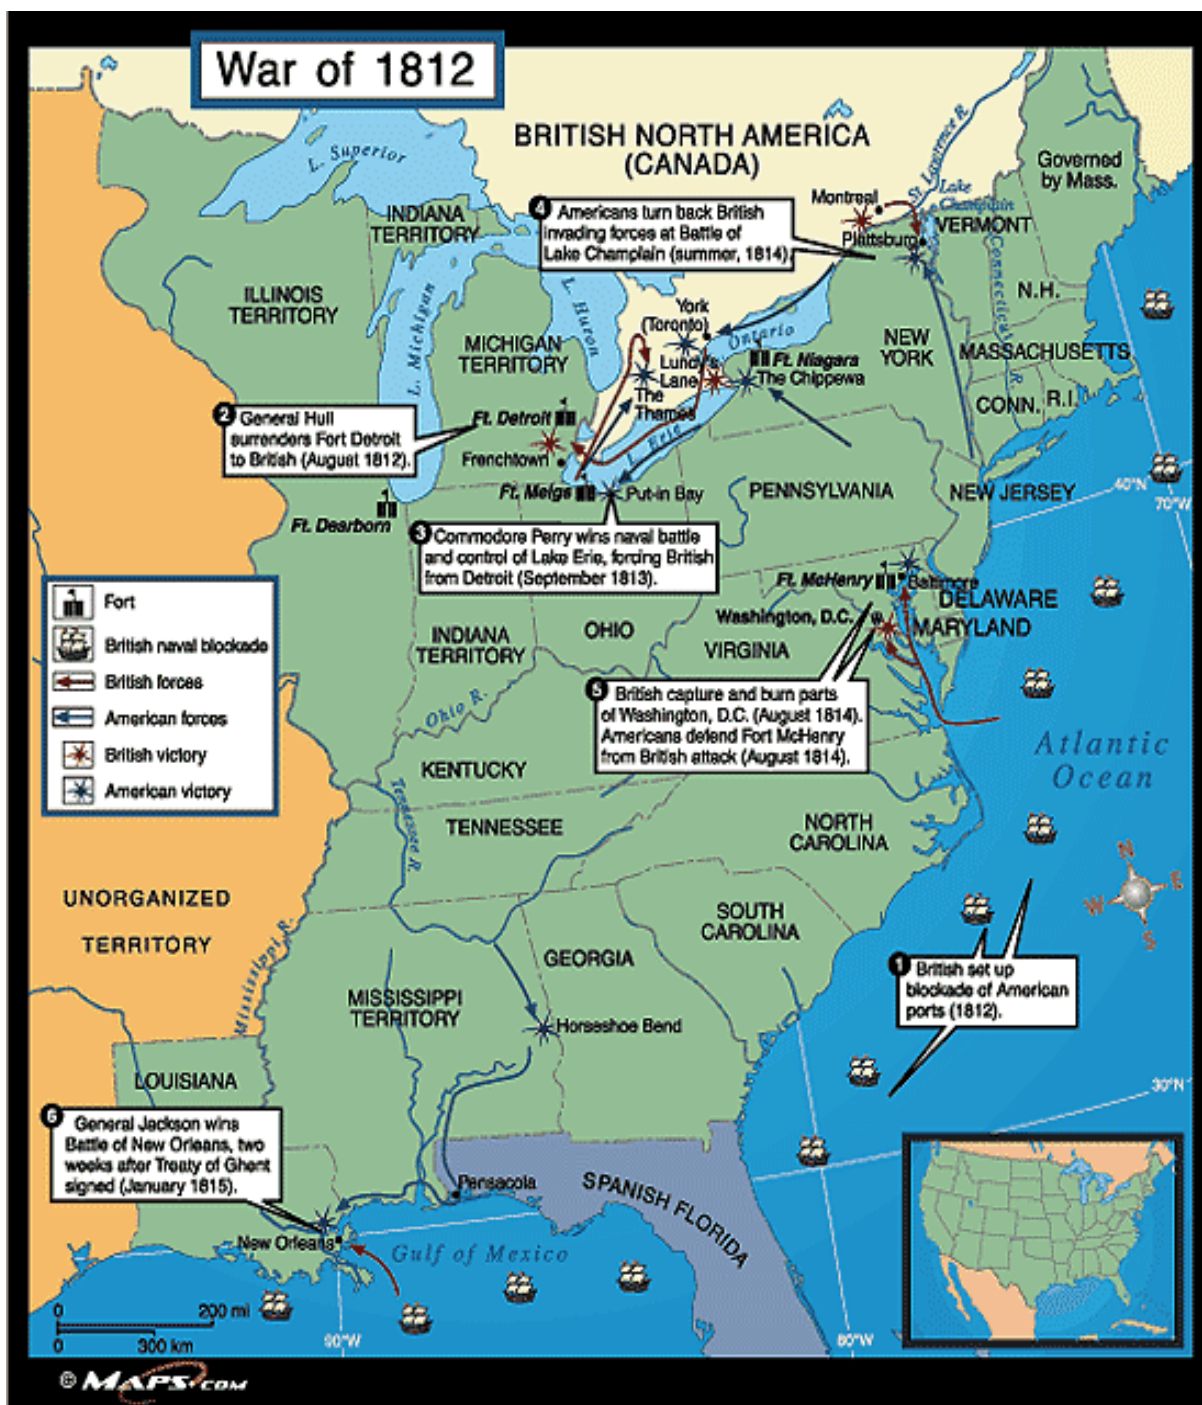 War of 1812
BRITISH NORTH AMERICA
(CANADA)
L. Superior
St. Lawrence R.
Governed
by Mass.
Montreal
Lake
Champlain
VERMONT
Plattsburg
4 Americans turn back British
invading forces at Battle of
Lake Champlain (summer, 1814).
INDIANA
TERRITORY
Connecticut R.
N.H.
ILLINOIS
TERRITORY
L. Michigan
L. Huron
York
(Toronto)
Ontario
MICHIGAN
TERRITORY
Lundy's
Lane
Ft. Niagara
The Chippewa
NEW
YORK
MASSACHUSETTS
CONN.
R.I.
The
Thames
2 General Hull
surrenders Fort Detroit
to British (August 1812).
Ft. Detroit
L. Erie
Frenchtown
Ft. Meigs
Put-in Bay
PENNSYLVANIA
NEW JERSEY
40°N
70°W
Ft. Dearborn
3 Commodore Perry wins naval battle
and control of Lake Erie, forcing British
from Detroit (September 1813).
Ft. McHenry
Baltimore
DELAWARE
Washington, D.C.
MARYLAND
Fort
British naval blockade
British forces
American forces
British victory
American victory
INDIANA
TERRITORY
OHIO
VIRGINIA
5 British capture and burn parts
of Washington, D.C. (August 1814).
Americans defend Fort McHenry
from British attack (August 1814).
Ohio R.
Atlantic
Ocean
KENTUCKY
Tennessee R.
TENNESSEE
NORTH
CAROLINA
N
W
E
S
UNORGANIZED
TERRITORY
Mississippi R.
SOUTH
CAROLINA
GEORGIA
1 British set up
blockade of American
ports (1812).
MISSISSIPPI
TERRITORY
Horseshoe Bend
LOUISIANA
30°N
6 General Jackson wins
Battle of New Orleans, two
weeks after Treaty of Ghent
signed (January 1815).
Pensacola
SPANISH FLORIDA
New Orleans
Gulf of Mexico
0 200 mi
0 300 km
90°W
80°W
© MAPS.COM